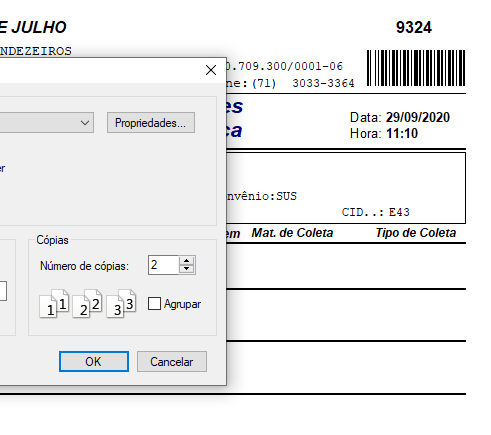 E JULHO
9324
NDEZEIROS
0.709.300/0001-06
ne: (71) 3033-3364
es
Propriedades...
ca
Data: 29/09/2020
Hora: 11:10
er
onvênio:SUS
CID..: E43
em Mat. de Coleta Tipo de Coleta
Cópias
Número de cópias: 2
1 1 2 2 3 3
Agrupar
OK
Cancelar